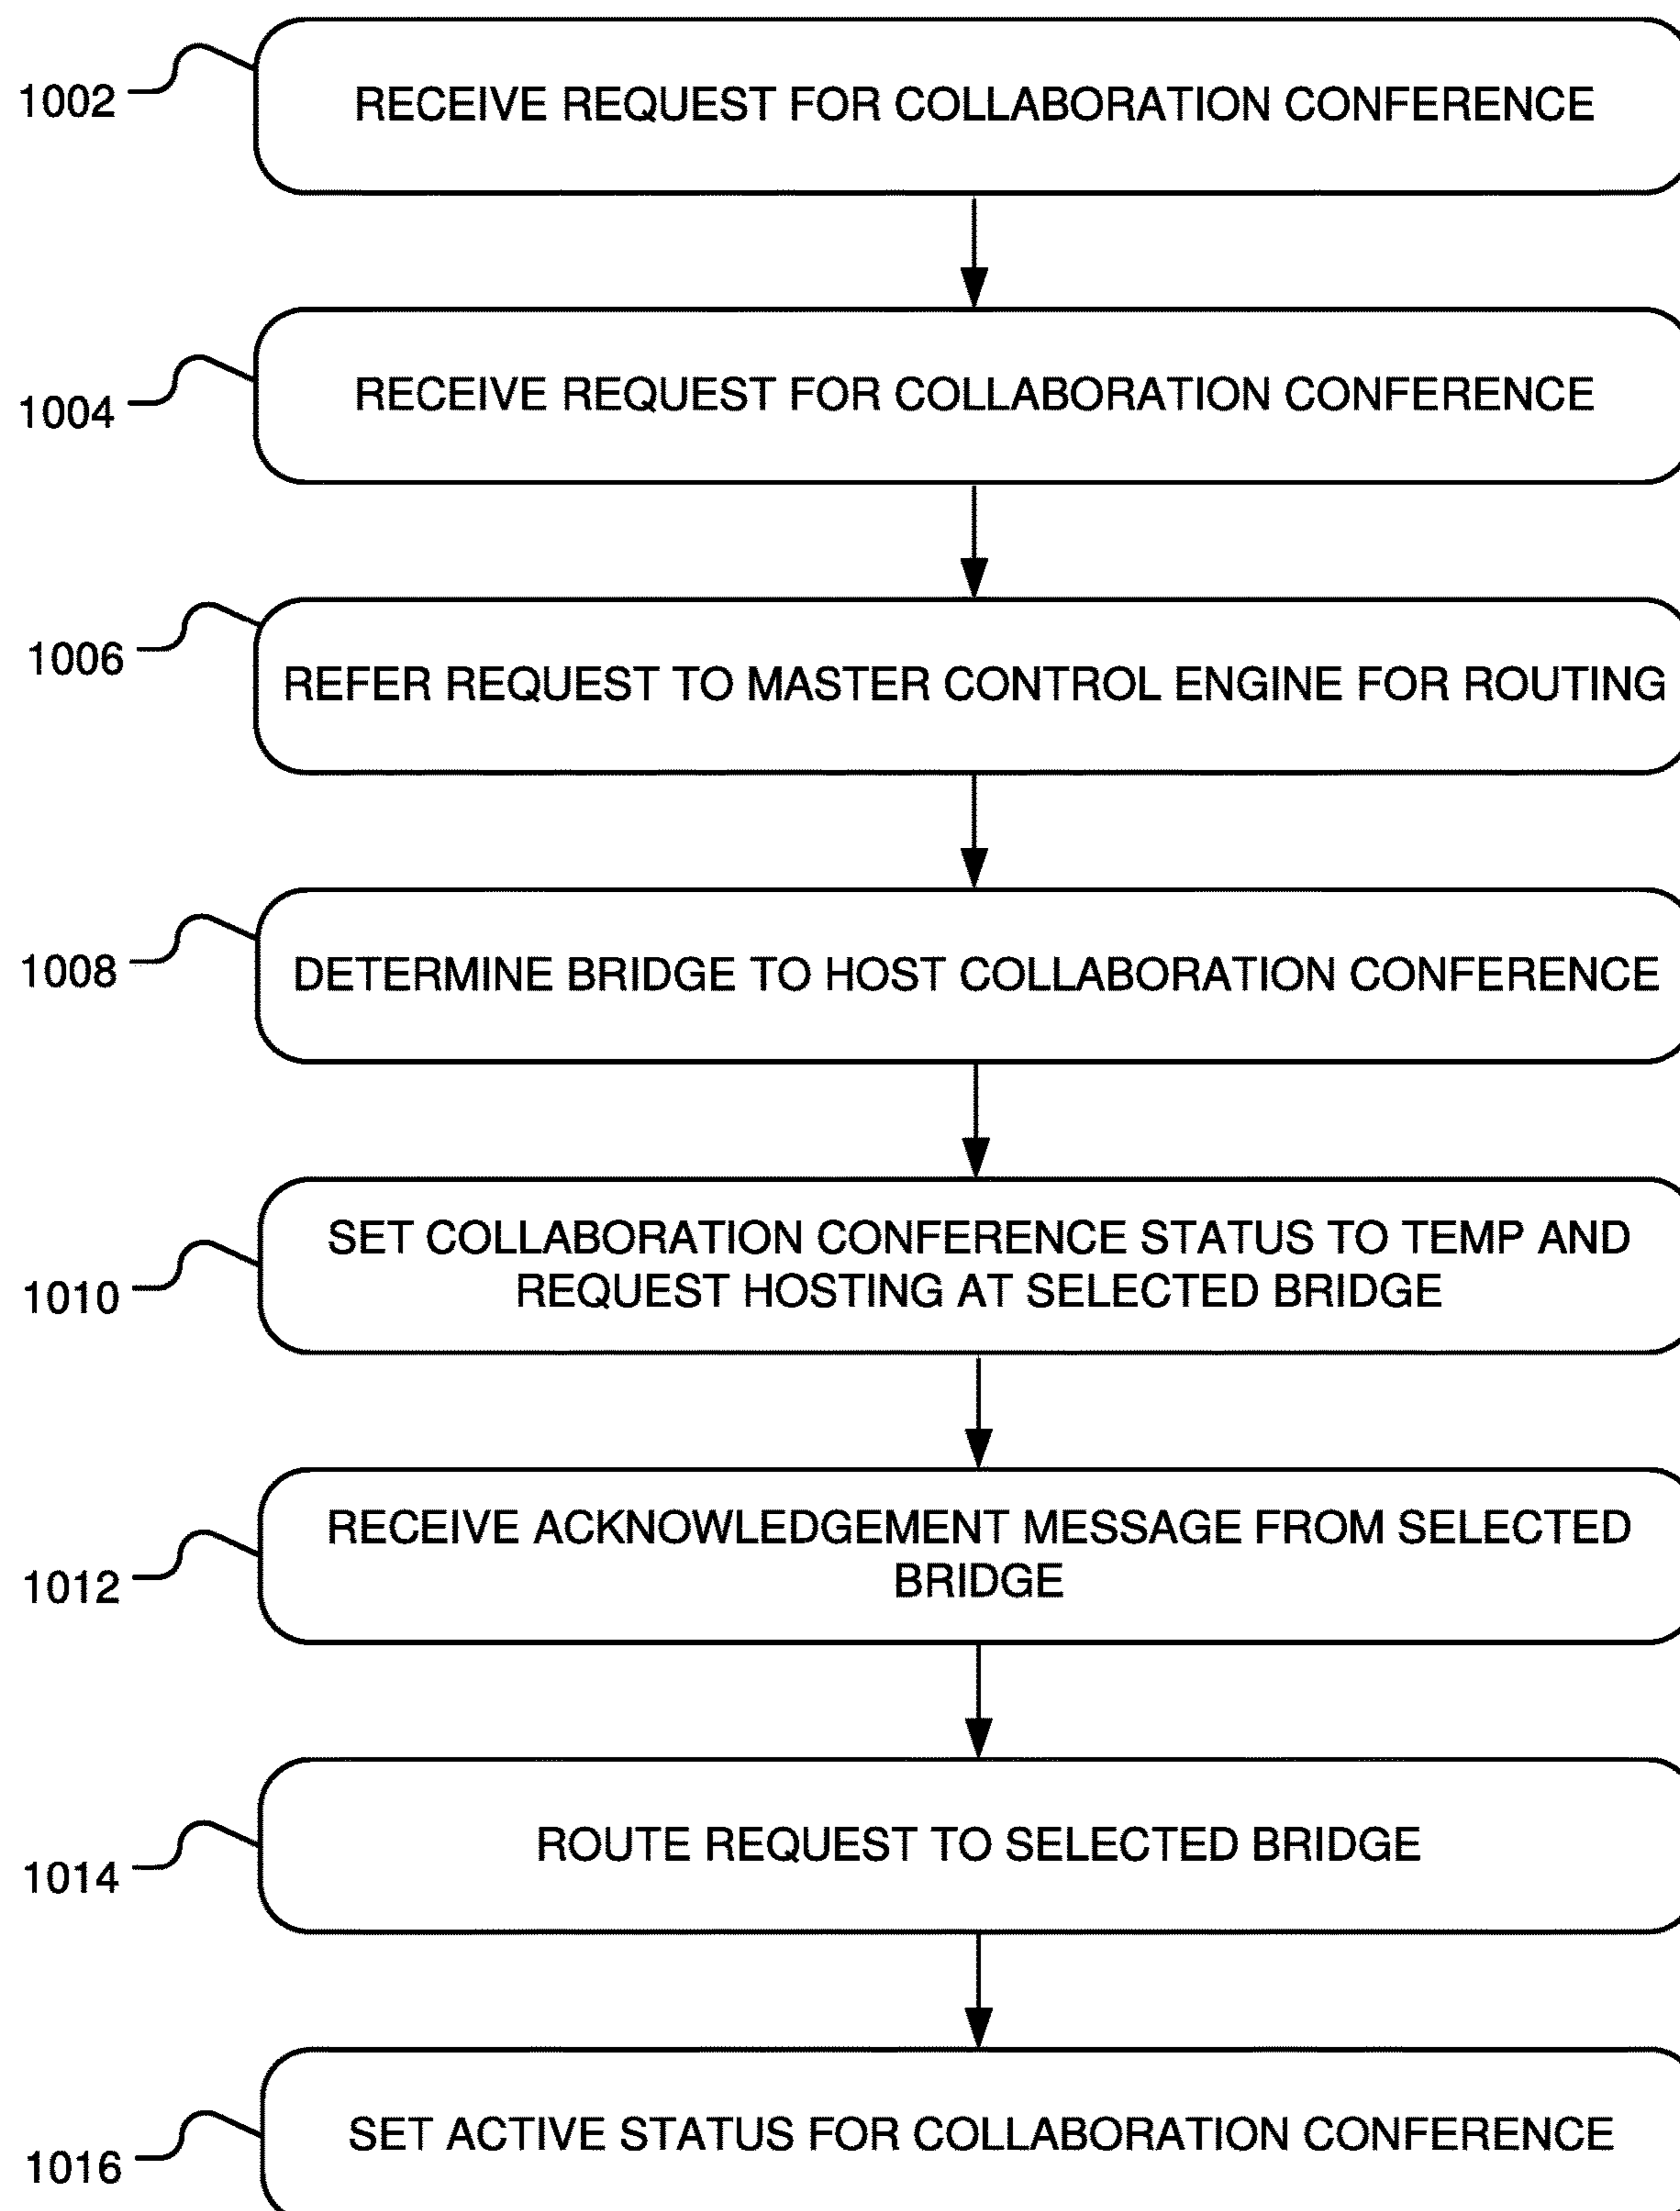 1002
RECEIVE REQUEST FOR COLLABORATION CONFERENCE
1004
RECEIVE REQUEST FOR COLLABORATION CONFERENCE
1006
REFER REQUEST TO MASTER CONTROL ENGINE FOR ROUTING
1008
DETERMINE BRIDGE TO HOST COLLABORATION CONFERENCE
1010
SET COLLABORATION CONFERENCE STATUS TO TEMP AND
REQUEST HOSTING AT SELECTED BRIDGE
1012
RECEIVE ACKNOWLEDGEMENT MESSAGE FROM SELECTED
BRIDGE
1014
ROUTE REQUEST TO SELECTED BRIDGE
1016
SET ACTIVE STATUS FOR COLLABORATION CONFERENCE